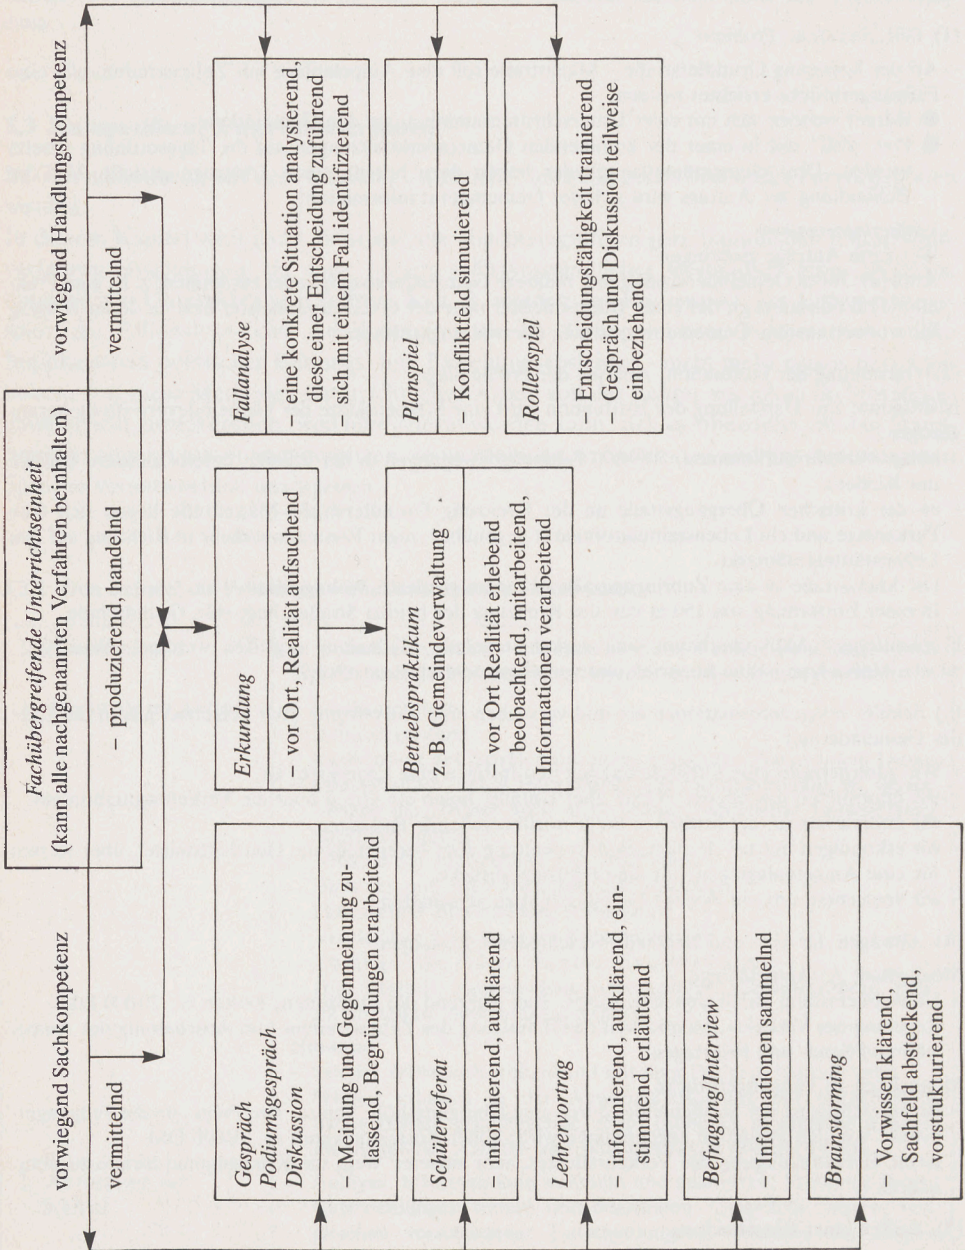 Fachübergreifende Unterrichtseinheit
(kann alle nachgenannten Verfahren beinhalten)
– produzierend, handelnd
vorwiegend Sachkompetenz
vermittelnd
vorwiegend Handlungskompetenz
vermittelnd
Gespräch
Podiumsgespräch
Diskussion
– Meinung und Gegenmeinung zu-
lassend, Begründungen erarbeitend
Schülerreferat
– informierend, aufklärend
Lehrervortrag
– informierend, aufklärend, ein-
stimmend, erläuternd
Befragung/Interview
– Informationen sammelnd
Brainstorming
– Vorwissen klärend,
Sachfeld absteckend,
vorstrukturierend
Erkundung
– vor Ort Realität aufsuchend
Betriebspraktikum
z. B. Gemeindeverwaltung
vor Ort Realität erlebend
beobachtend, mitarbeitend,
Informationen verarbeitend
Fallandlyse
– eine konkrete Situation analysierend,
diese einer Entscheidung zuführend
– sich mit einem Fall identifizierend
Planspiel
Konfliktfeld simulierend
Rollenspiel
Entscheidungsfähigkeit trainierend
Gespräch und Diskussion teilweise
einbeziehend